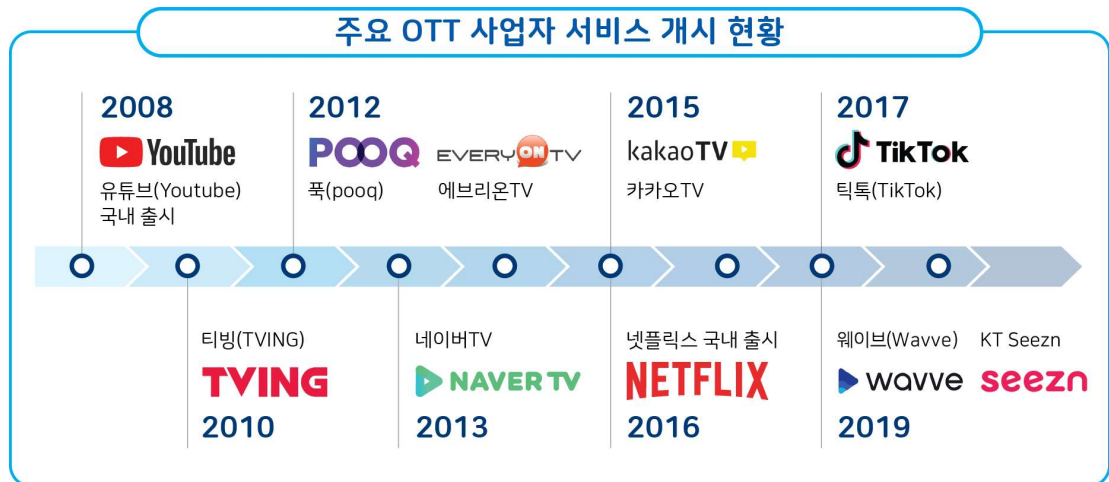 주요 OTT 사업자 서비스 개시 현황
2008
YouTube
유튜브(Youtube)
국내 출시
2012
POOQ
EVERY ON TV
푹(pooq)
에브리온TV
2015
kakaoTV
카카오TV
2017
TikTok
틱톡(TikTok)
티빙(TVING)
TVING
2010
네이버TV
NAVER TV
2013
넷플릭스 국내 출시
NETFLIX
2016
웨이브(Wavve)
KT Seezn
wavve
seezn
2019